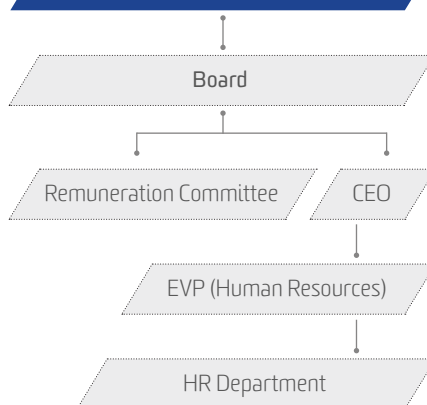 Board
Remuneration Committee
CEO
EVP (Human Resources)
HR Department